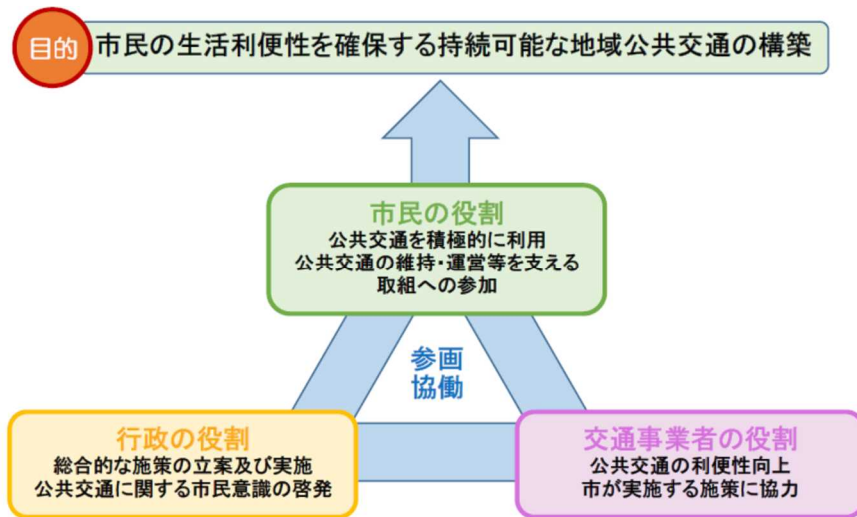 目的
市民の生活利便性を確保する持続可能な地域公共交通の構築
市民の役割
公共交通を積極的に利用
公共交通の維持・運営等を支える
取組への参加
参画
協働
行政の役割
総合的な施策の立案及び実施
公共交通に関する市民意識の啓発
交通事業者の役割
公共交通の利便性向上
市が実施する施策に協力